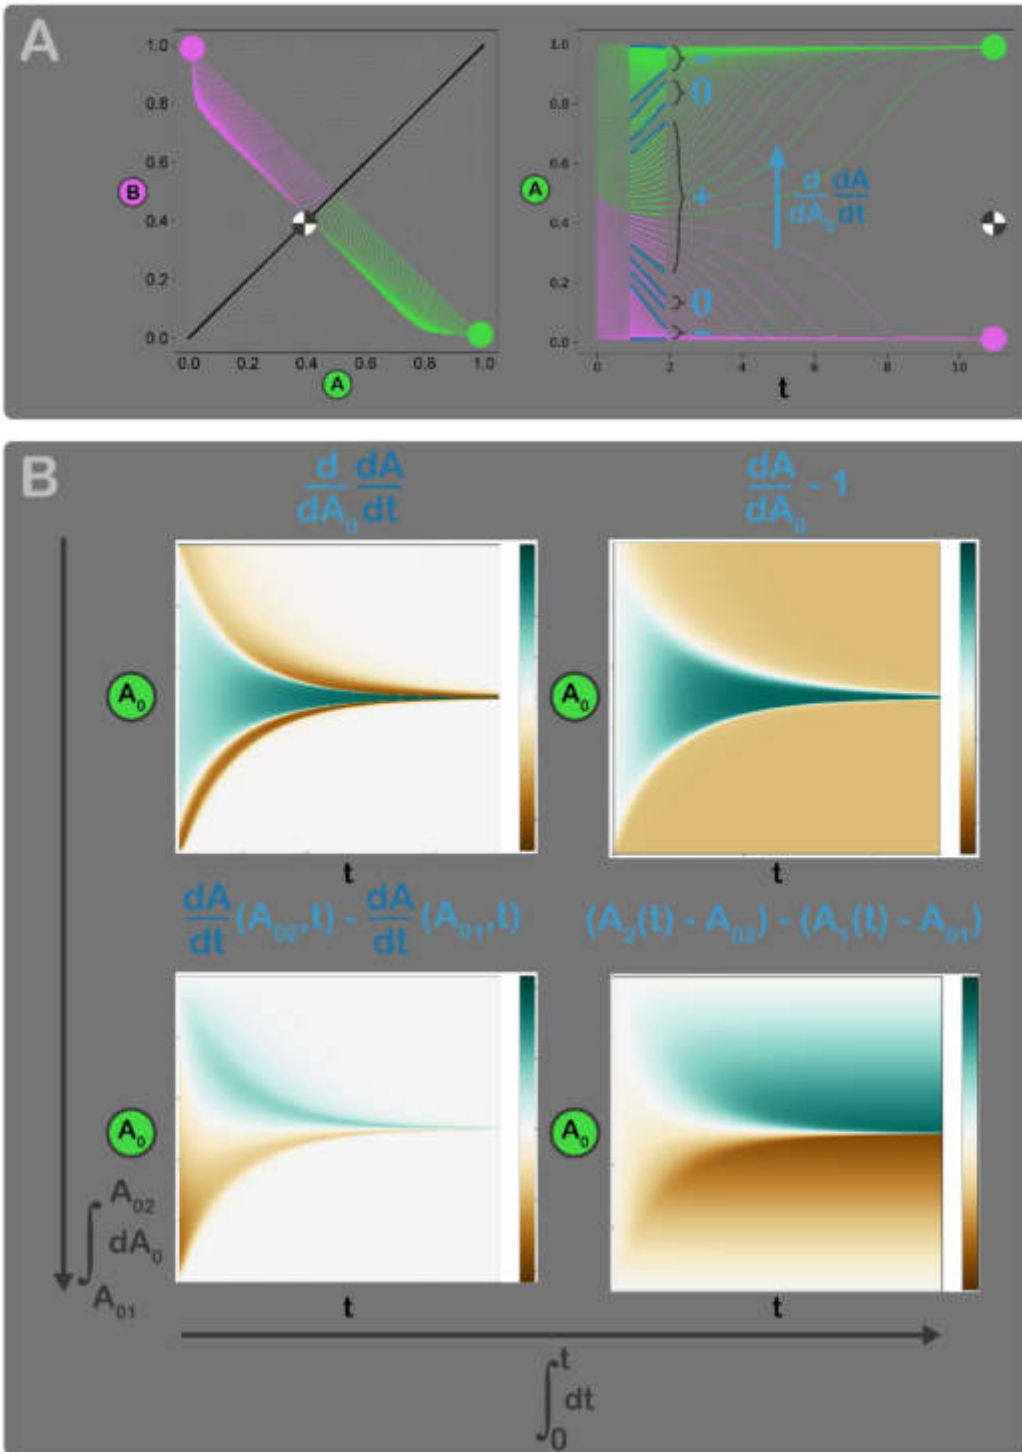 A
1.0
0.8
0.6
0.4
0.2
0.0
B
0.0 0.2 0.4 0.6 0.8 1.0
A
1.0
0.8
0.6
0.4
0.2
0.0
A
-
0
+
0
-
d dA
dA₀ dt
0 2 4 6 8 10
t
B
d dA
dA₀ dt
dA
dA₀ - 1
A₀
A₀
t
t
dA/dt (A₀₂,t) - dA/dt (A₀₁,t)
(A₂(t) - A₀₂) - (A₁(t) - A₀₁)
A₀
A₀
A₀₂
∫ dA₀
A₀₁
t
t
t
∫ dt
0